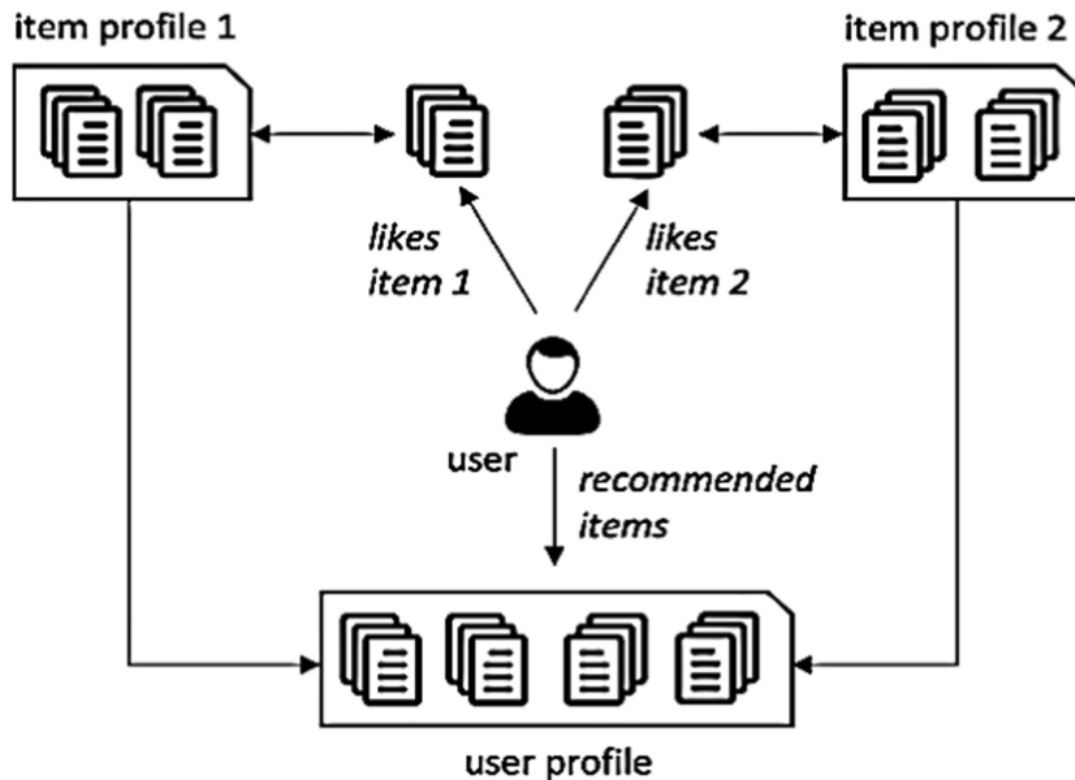 item profile 1
item profile 2
likes
item 1
likes
item 2
user
recommended
items
user profile